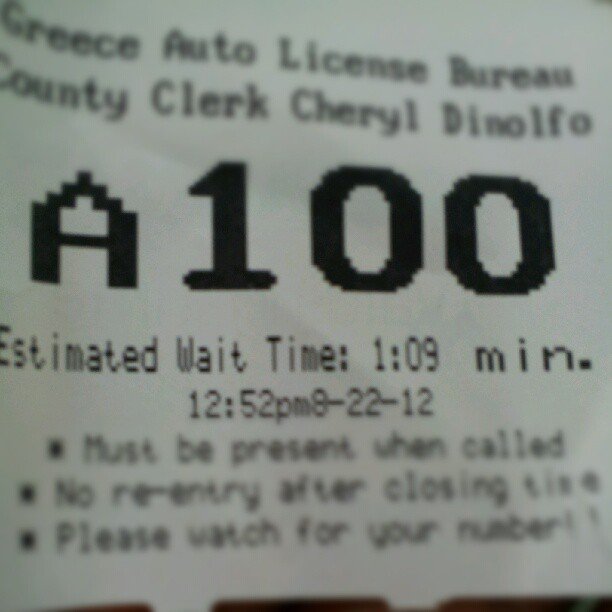 Greece Auto License Bureau
County Clerk Cheryl Dinolfo
A100
Estimated Wait Time: 1:09 min.
12:52pm8-22-12
* Must be present when called
* No re-entry after closing time
* Please watch for your number!!